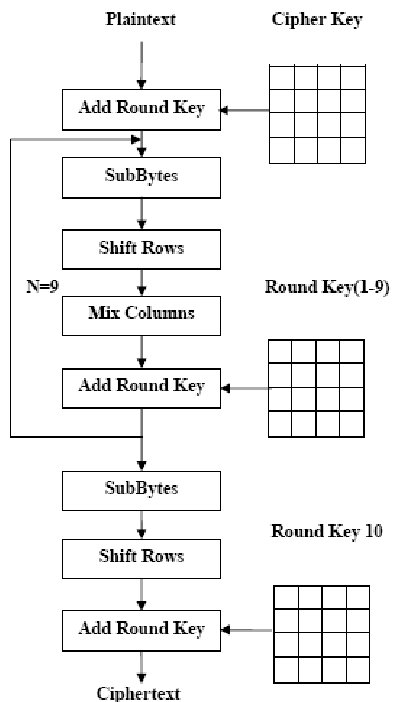 Plaintext
Cipher Key
Add Round Key
SubBytes
Shift Rows
N=9
Round Key(1-9)
Mix Columns
Add Round Key
SubBytes
Round Key 10
Shift Rows
Add Round Key
Ciphertext